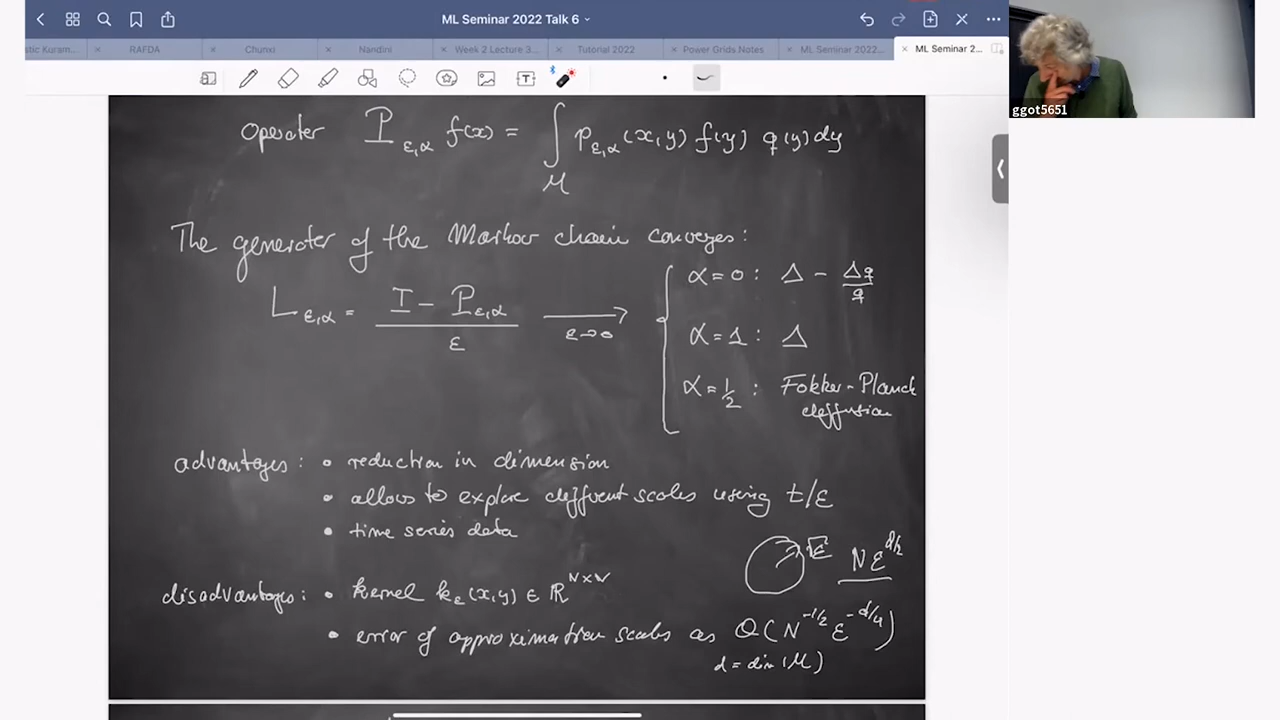 ML Seminar 2022 Talk 6
stic Kuram...
RAFDA
Chunxi
Nandini
Week 2 Lecture 3...
Tutorial 2022
Power Grids Notes
ML Seminar 2022...
ML Seminar 2...
ggot5651
Operator P_{ε,α} f(x) = ∫_M p_{ε,α}(x,y) f(y) q(y) dy
The generator of the Markov chain converges:
L_{ε,α} = (I − P_{ε,α}) / ε ⟶_{ε→0}
α=0 : Δ − Δq/q
α=1 : Δ
α=1/2 : Fokker-Planck
diffusion
advantages: • reduction in dimension
• allows to explore different scales using t/ε
• time series data
√ε Nε^{d/2}
disadvantages: • kernel k_ε(x,y) ∈ ℝ^{N×N}
• error of approximation scales as O(N^{-1/2} ε^{-d/4})
d = dim(M)